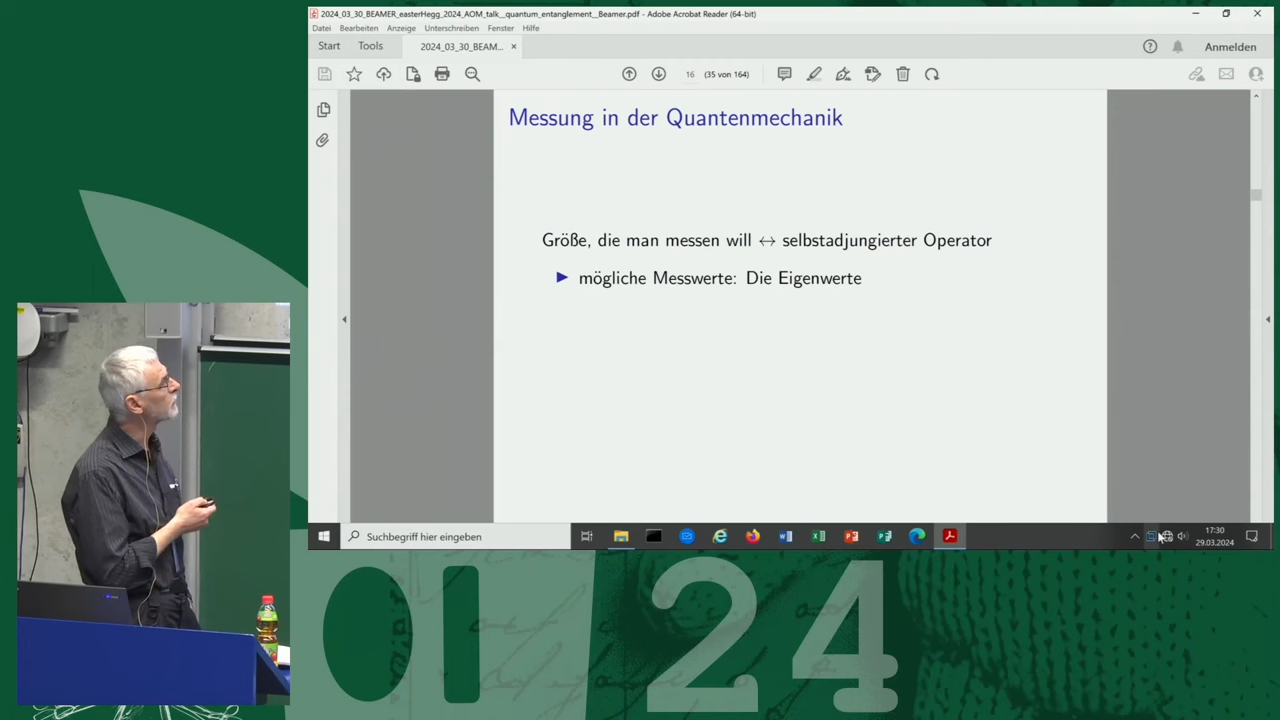 2024_03_30_BEAMER_easterHegg_2024_AOM_talk__quantum_entanglement__Beamer.pdf - Adobe Acrobat Reader (64-bit)
Datei Bearbeiten Anzeige Unterschreiben Fenster Hilfe
Start Tools 2024_03_30_BEAM... × Anmelden
16 (35 von 164)
Messung in der Quantenmechanik
Größe, die man messen will ↔ selbstadjungierter Operator
▶ mögliche Messwerte: Die Eigenwerte
Suchbegriff hier eingeben
17:30
29.03.2024
24